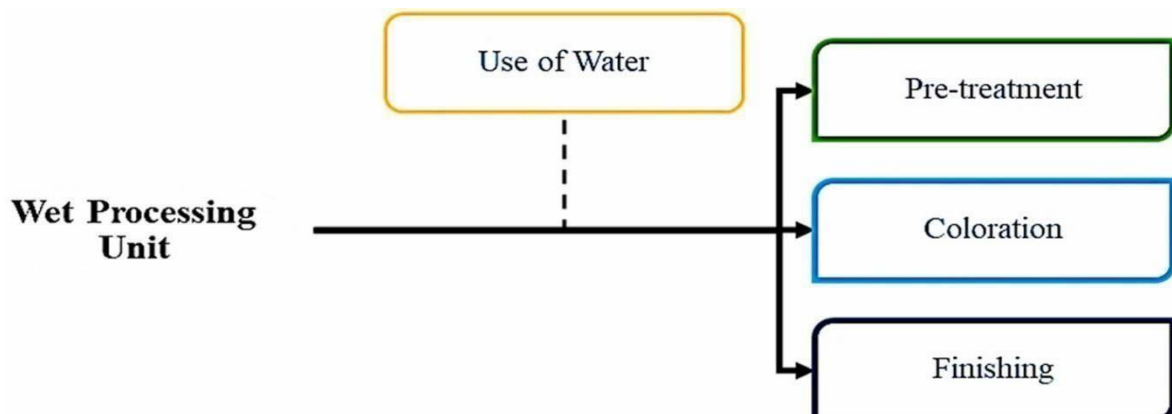 Use of Water
Pre-treatment
Wet Processing
Unit
Coloration
Finishing